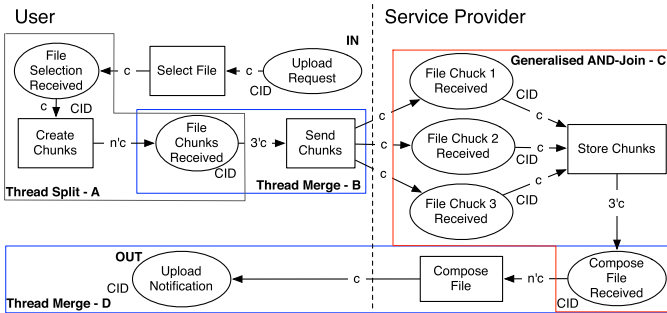 User
Service Provider
IN
Generalised AND-Join - C
File
Selection
Received
c
Select File
c
Upload
Request
CID
c
CID
Create
Chunks
n'c
File
Chunks
Received
CID
3'c
Send
Chunks
Thread Split - A
Thread Merge - B
c
c
c
File Chuck 1
Received
CID
c
File Chuck 2
Received
c
CID
File Chuck 3
Received
c
CID
Store Chunks
3'c
OUT
Upload
Notification
CID
c
Compose
File
n'c
Compose
File
Received
CID
Thread Merge - D